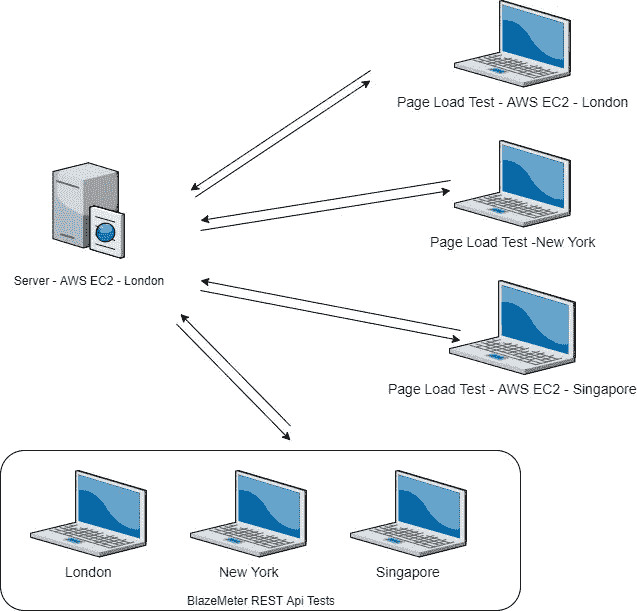 Page Load Test - AWS EC2 - London
Page Load Test -New York
Server - AWS EC2 - London
Page Load Test - AWS EC2 - Singapore
London
New York
Singapore
BlazeMeter REST Api Tests